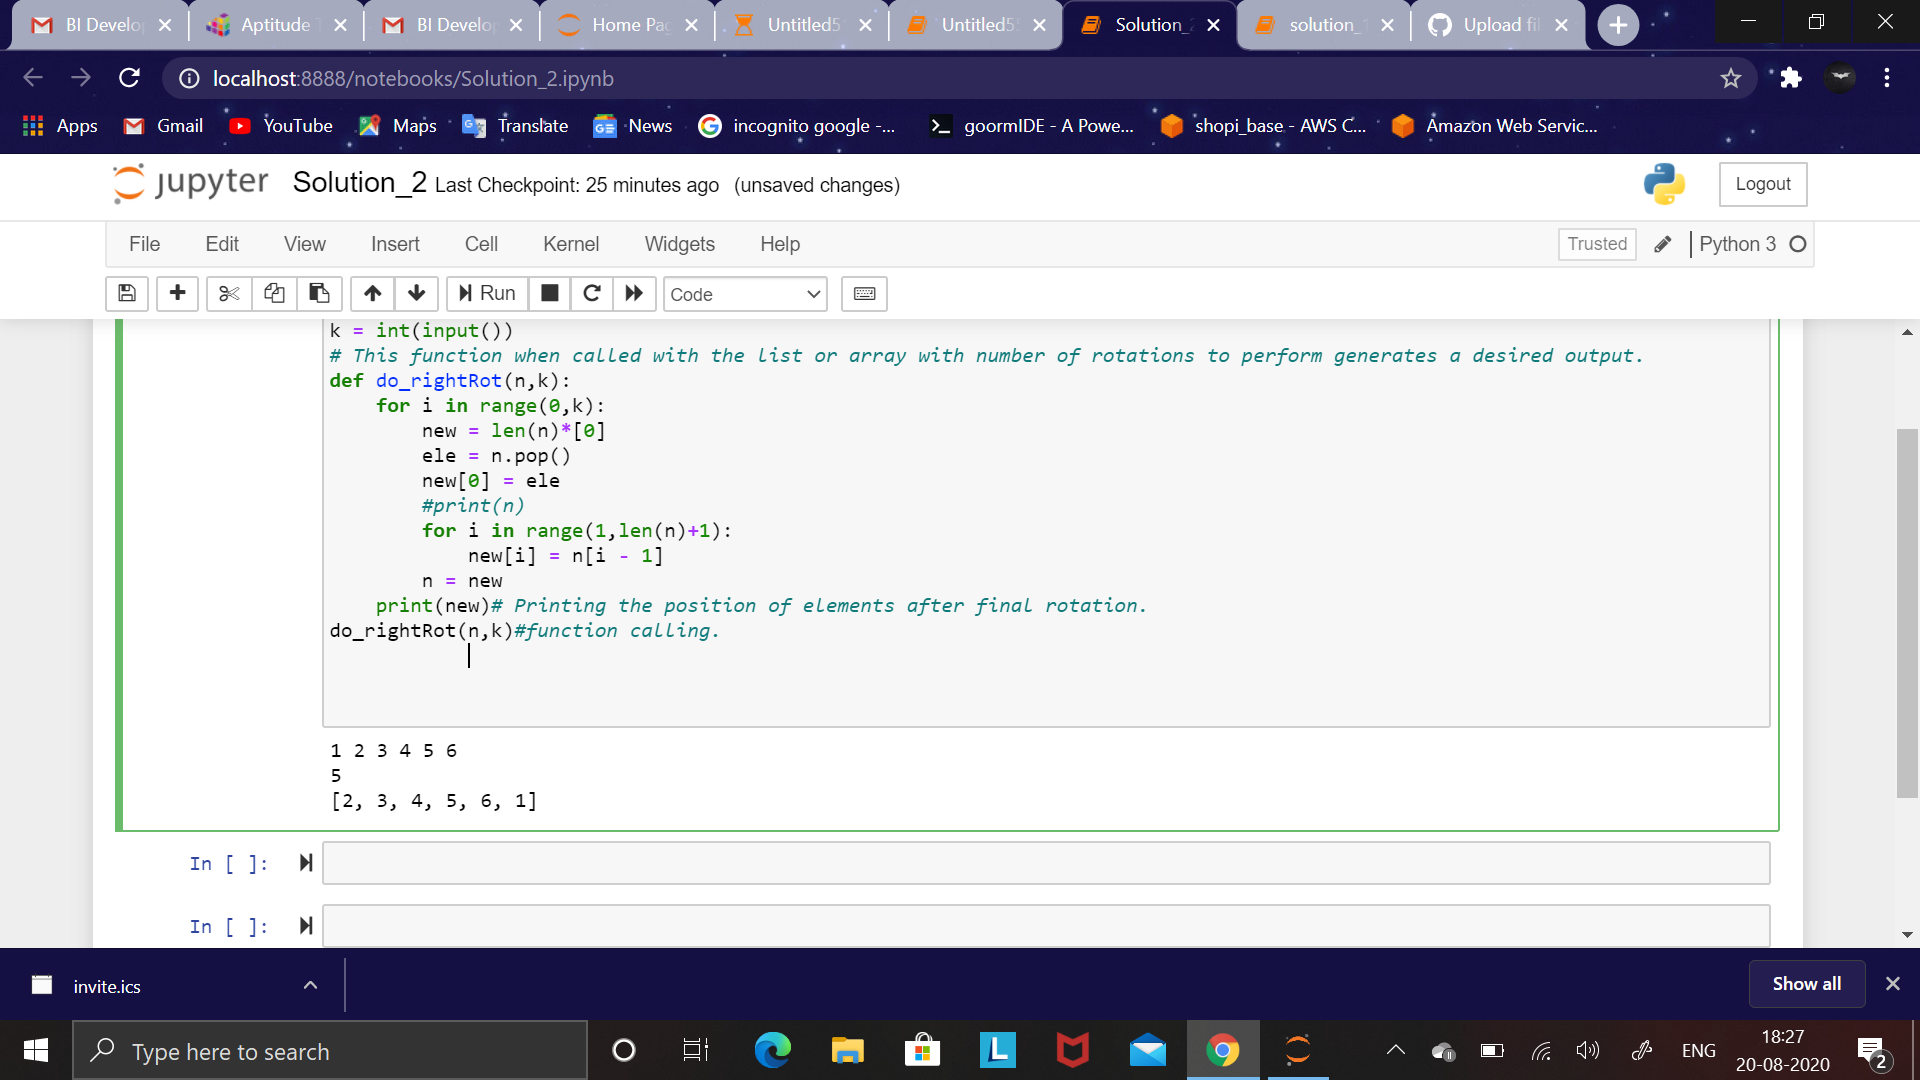 BI Develo
Aptitude T
BI Develo
Home Pag
Untitled5
Untitled5
Solution_
solution_
Upload fil
localhost:8888/notebooks/Solution_2.ipynb
Apps
Gmail
YouTube
Maps
Translate
News
incognito google -...
goormIDE - A Powe...
shopi_base - AWS C...
Amazon Web Servic...
jupyter Solution_2 Last Checkpoint: 25 minutes ago (unsaved changes)
Logout
File Edit View Insert Cell Kernel Widgets Help
Trusted
Python 3
Run
Code
k = int(input())
# This function when called with the list or array with number of rotations to perform generates a desired output.
def do_rightRot(n,k):
    for i in range(0,k):
        new = len(n)*[0]
        ele = n.pop()
        new[0] = ele
        #print(n)
        for i in range(1,len(n)+1):
            new[i] = n[i - 1]
        n = new
    print(new)# Printing the position of elements after final rotation.
do_rightRot(n,k)#function calling.
1 2 3 4 5 6
5
[2, 3, 4, 5, 6, 1]
In [ ]:
In [ ]:
invite.ics
Show all
Type here to search
L
ENG
18:27
20-08-2020
2